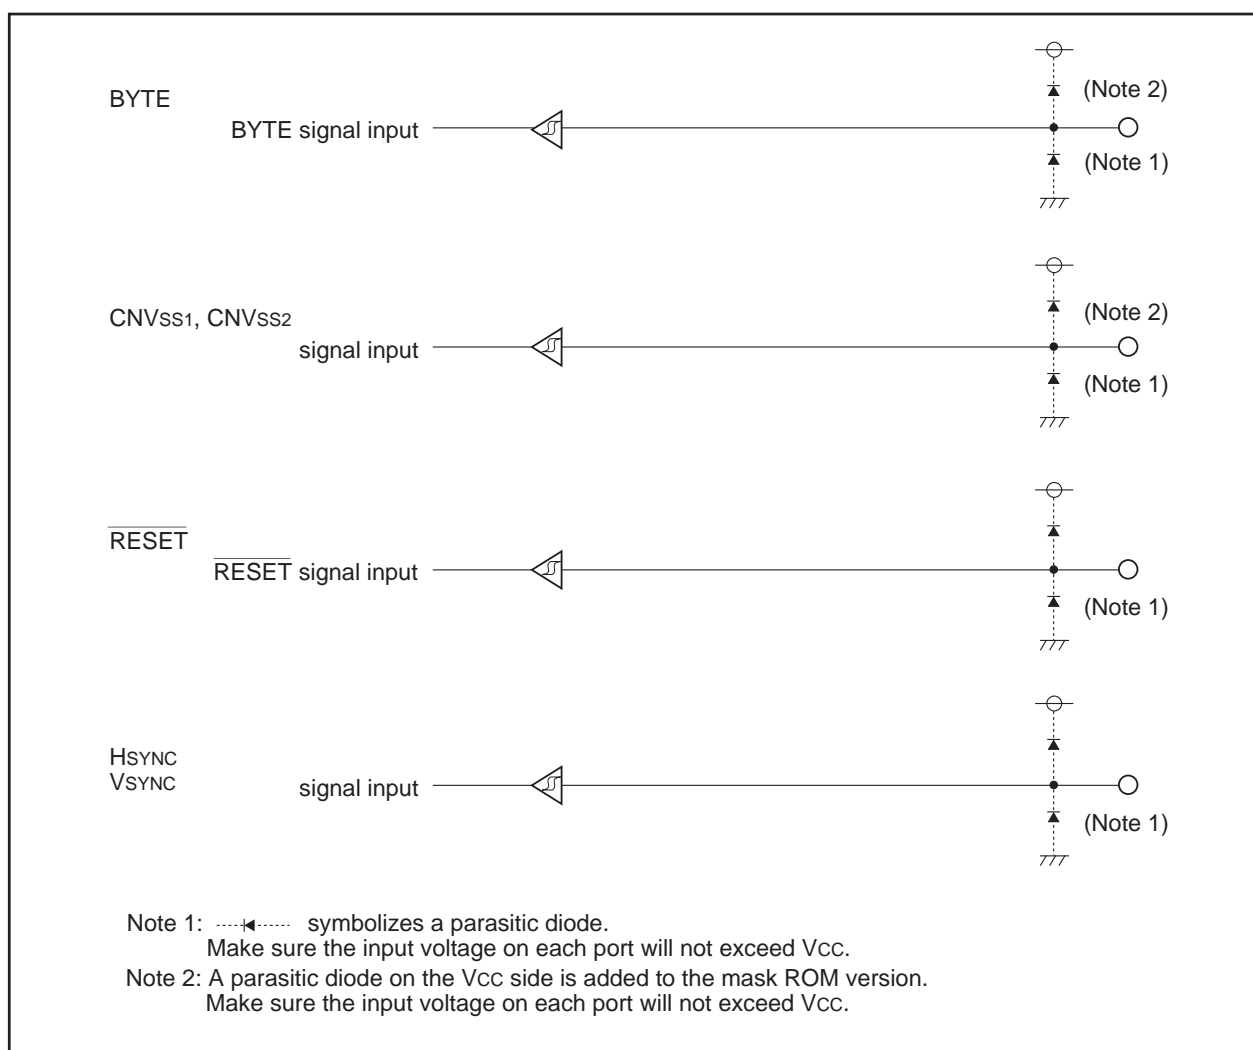 (Note 2)
BYTE
BYTE signal input
(Note 1)
(Note 2)
CNVSS1, CNVSS2
signal input
(Note 1)
RESET
RESET signal input
(Note 1)
HSYNC
VSYNC
signal input
(Note 1)
Note 1: symbolizes a parasitic diode.
Make sure the input voltage on each port will not exceed VCC.
Note 2: A parasitic diode on the VCC side is added to the mask ROM version.
Make sure the input voltage on each port will not exceed VCC.